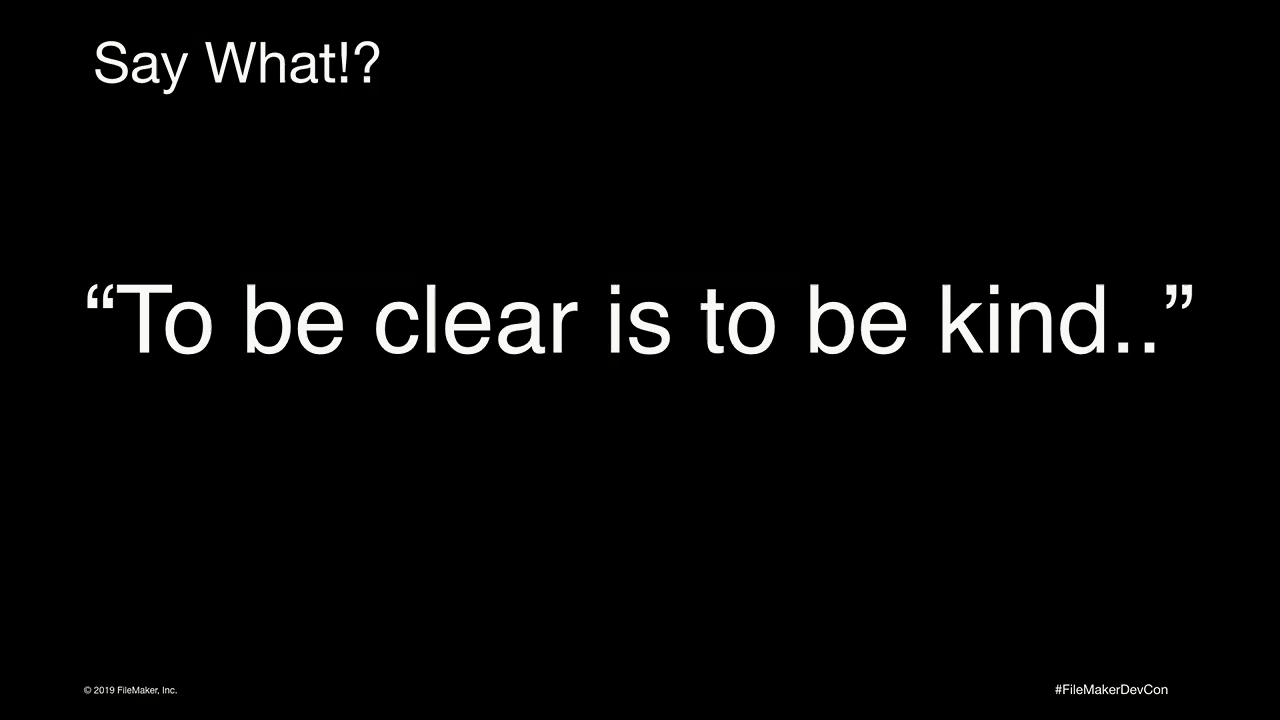 Say What!?
“To be clear is to be kind..”
© 2019 FileMaker, Inc.
#FileMakerDevCon